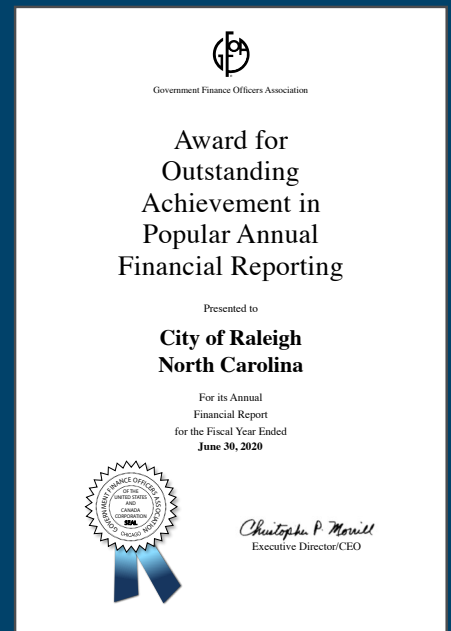 GFOA
Government Finance Officers Association
Award for
Outstanding
Achievement in
Popular Annual
Financial Reporting
Presented to
City of Raleigh
North Carolina
For its Annual
Financial Report
for the Fiscal Year Ended
June 30, 2020
GOVERNMENT FINANCE OFFICERS ASSOCIATION
OF THE
UNITED STATES
AND
CANADA
CORPORATION
SEAL
CHICAGO
Christopher P. Morrill
Executive Director/CEO